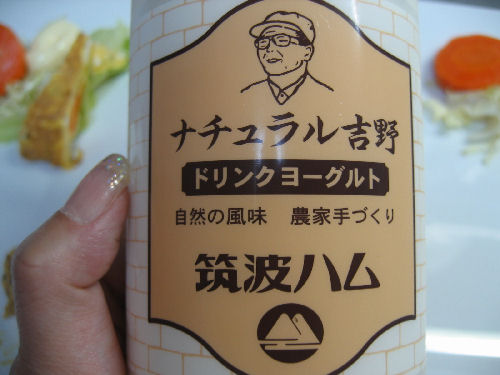 ナチュラル吉野
ドリンクヨーグルト
自然の風味 農家手づくり
筑波ハム